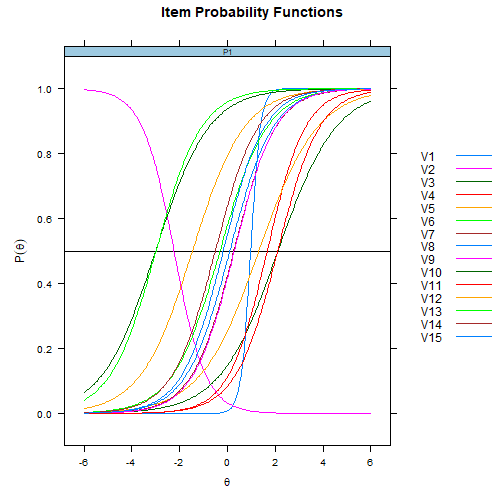 Item Probability Functions
P1
1.0
0.8
0.6
0.4
0.2
0.0
P(θ)
-6 -4 -2 0 2 4 6
θ
V1
V2
V3
V4
V5
V6
V7
V8
V9
V10
V11
V12
V13
V14
V15